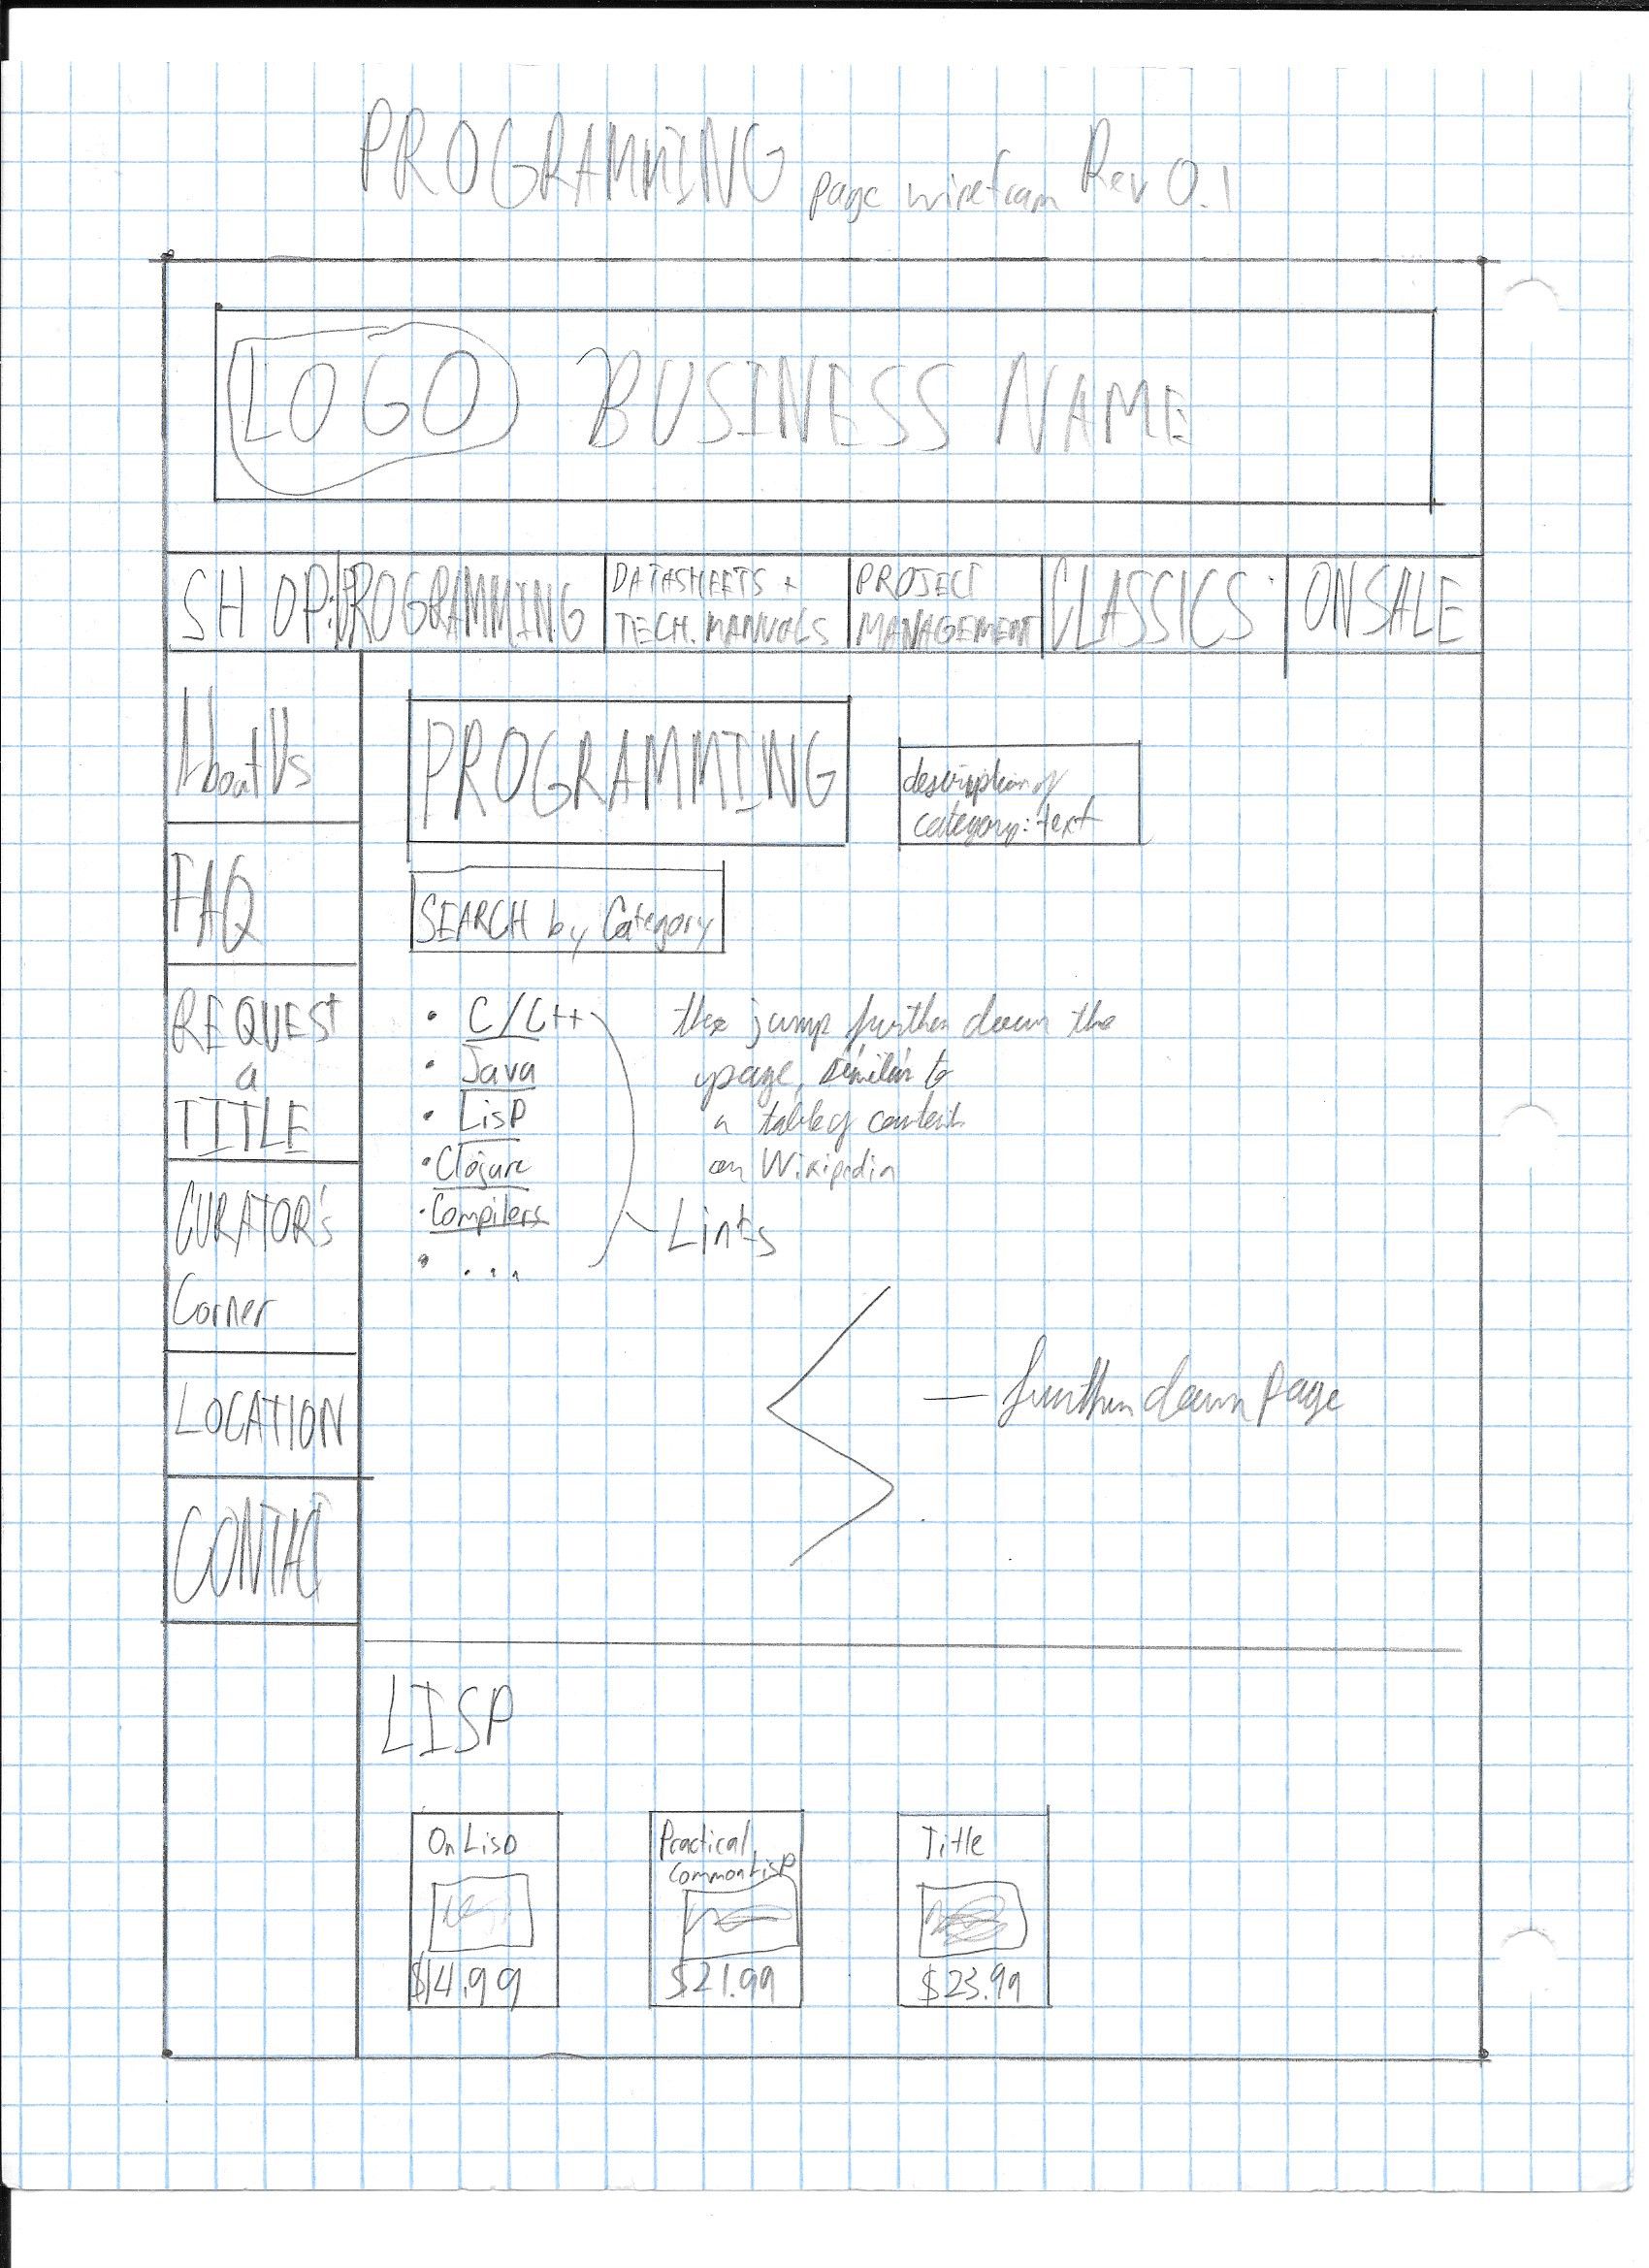 PROGRAMMING page wirefram Rev 0.1
LOGO BUSINESS NAME
SHOP: PROGRAMMING
DATASHEETS +
TECH. MANUALS
PROJECT
MANAGEMENT
CLASSICS
ON SALE
About Us
FAQ
REQUEST
a
TITLE
CURATOR's
Corner
LOCATION
CONTACT
PROGRAMMING
description of
category: text
SEARCH by Category
• C/C++
• Java
• Lisp
• Clojure
• Compilers
• ...
jump further down the
page, similar to
a table of contents
on Wikipedia
Links
— further down page
LISP
On Lisp
$14.99
Practical
Common Lisp
$21.99
Title
$23.99